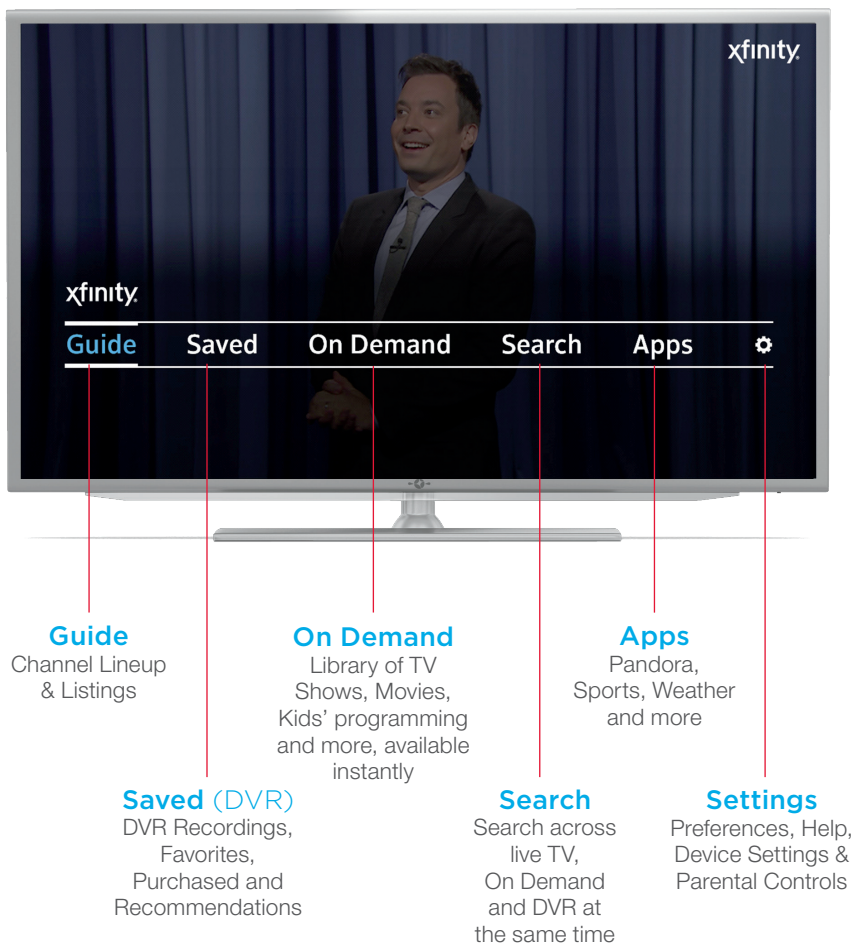 xfinity
xfinity
Guide Saved On Demand Search Apps
Guide
Channel Lineup
& Listings
On Demand
Library of TV
Shows, Movies,
Kids’ programming
and more, available
instantly
Apps
Pandora,
Sports, Weather
and more
Saved (DVR)
DVR Recordings,
Favorites,
Purchased and
Recommendations
Search
Search across
live TV,
On Demand
and DVR at
the same time
Settings
Preferences, Help,
Device Settings &
Parental Controls